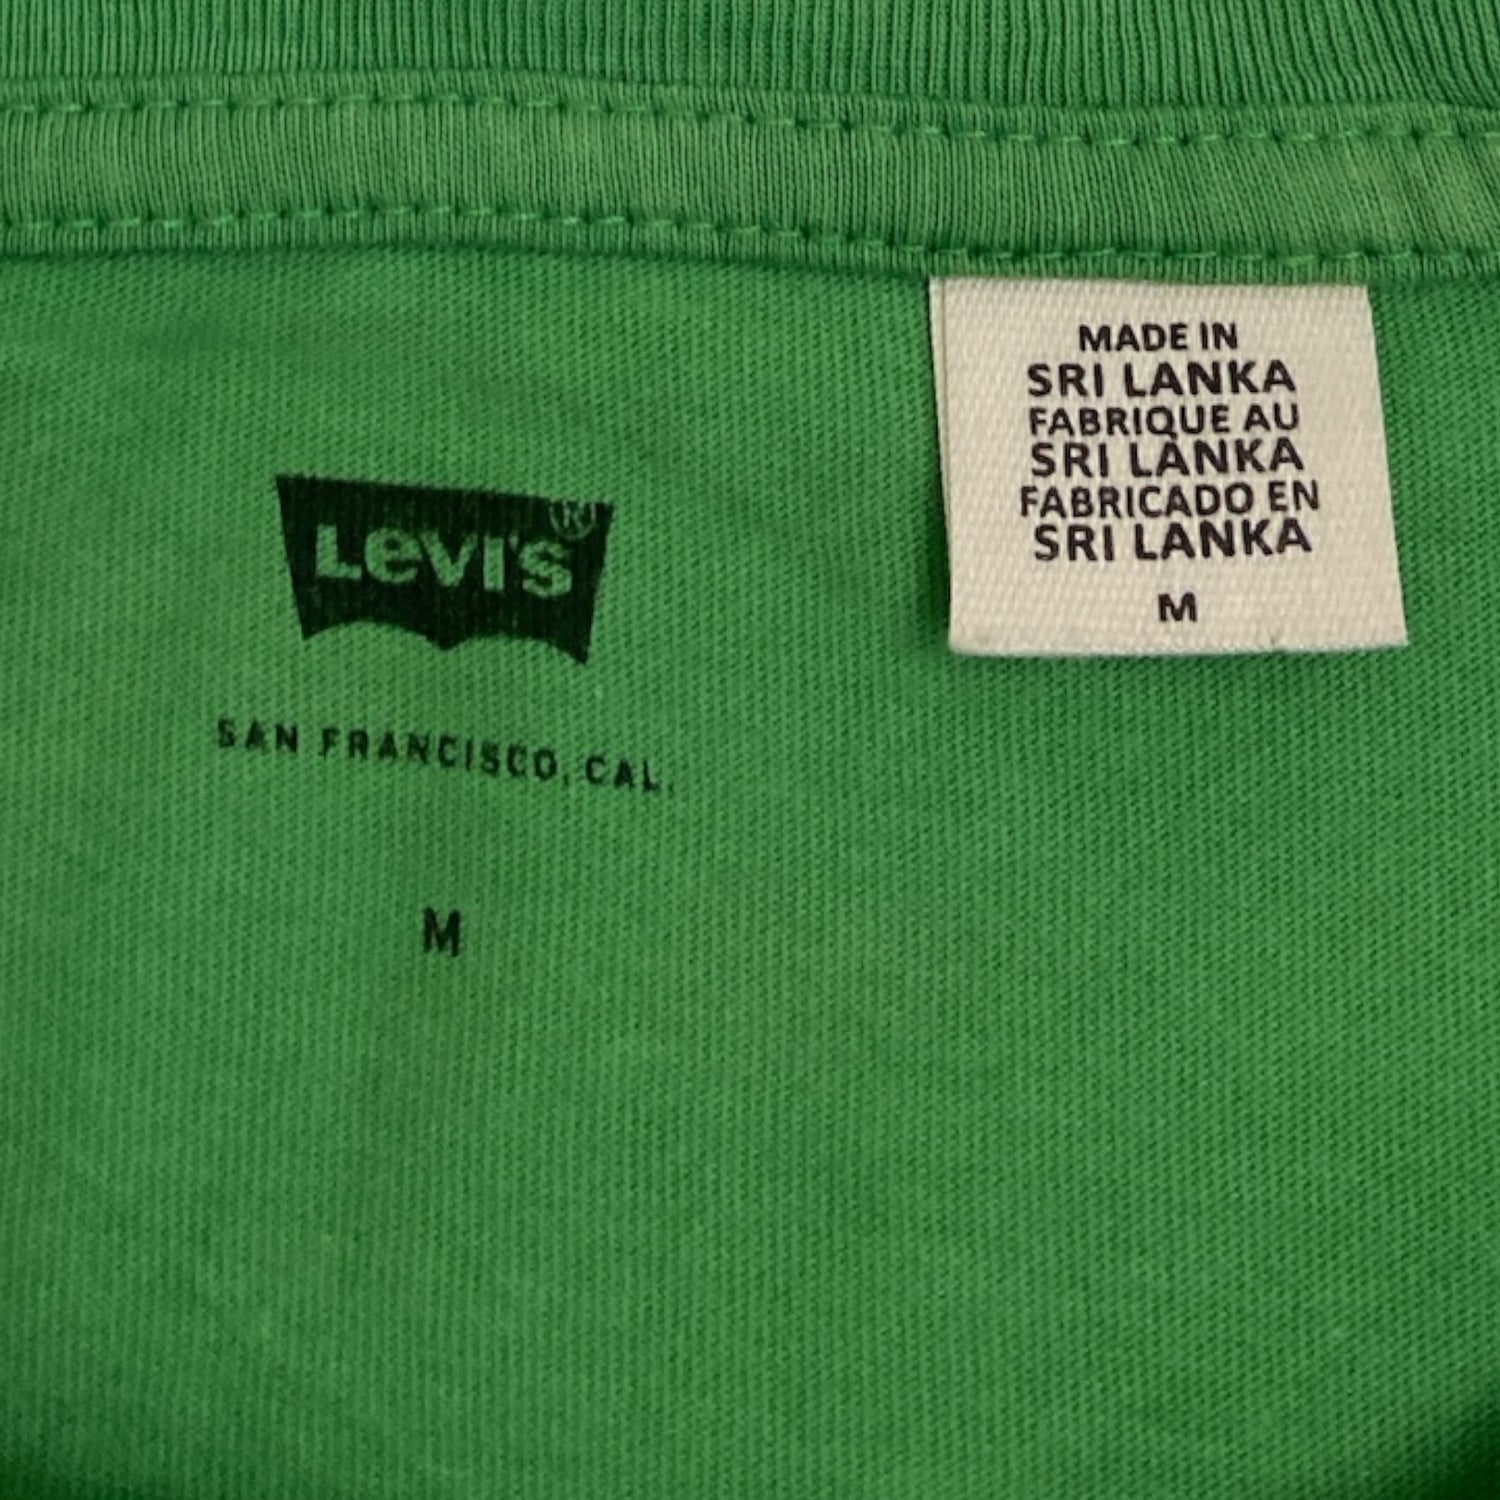 Levi's®
SAN FRANCISCO, CAL.
M
MADE IN
SRI LANKA
FABRIQUE AU
SRI LANKA
FABRICADO EN
SRI LANKA
M